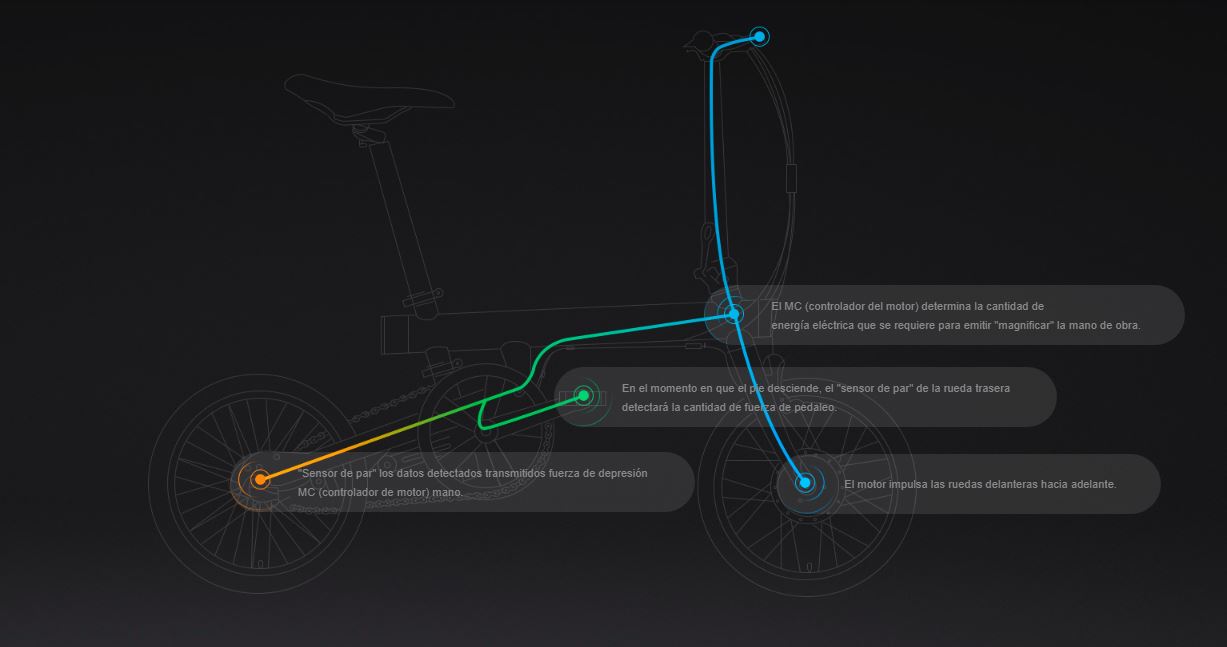 El MC (controlador del motor) determina la cantidad de
energía eléctrica que se requiere para emitir "magnificar" la mano de obra.
En el momento en que el pie desciende, el "sensor de par" de la rueda trasera
detectará la cantidad de fuerza de pedaleo.
"Sensor de par" los datos detectados transmitidos fuerza de depresión
MC (controlador de motor) mano.
El motor impulsa las ruedas delanteras hacia adelante.